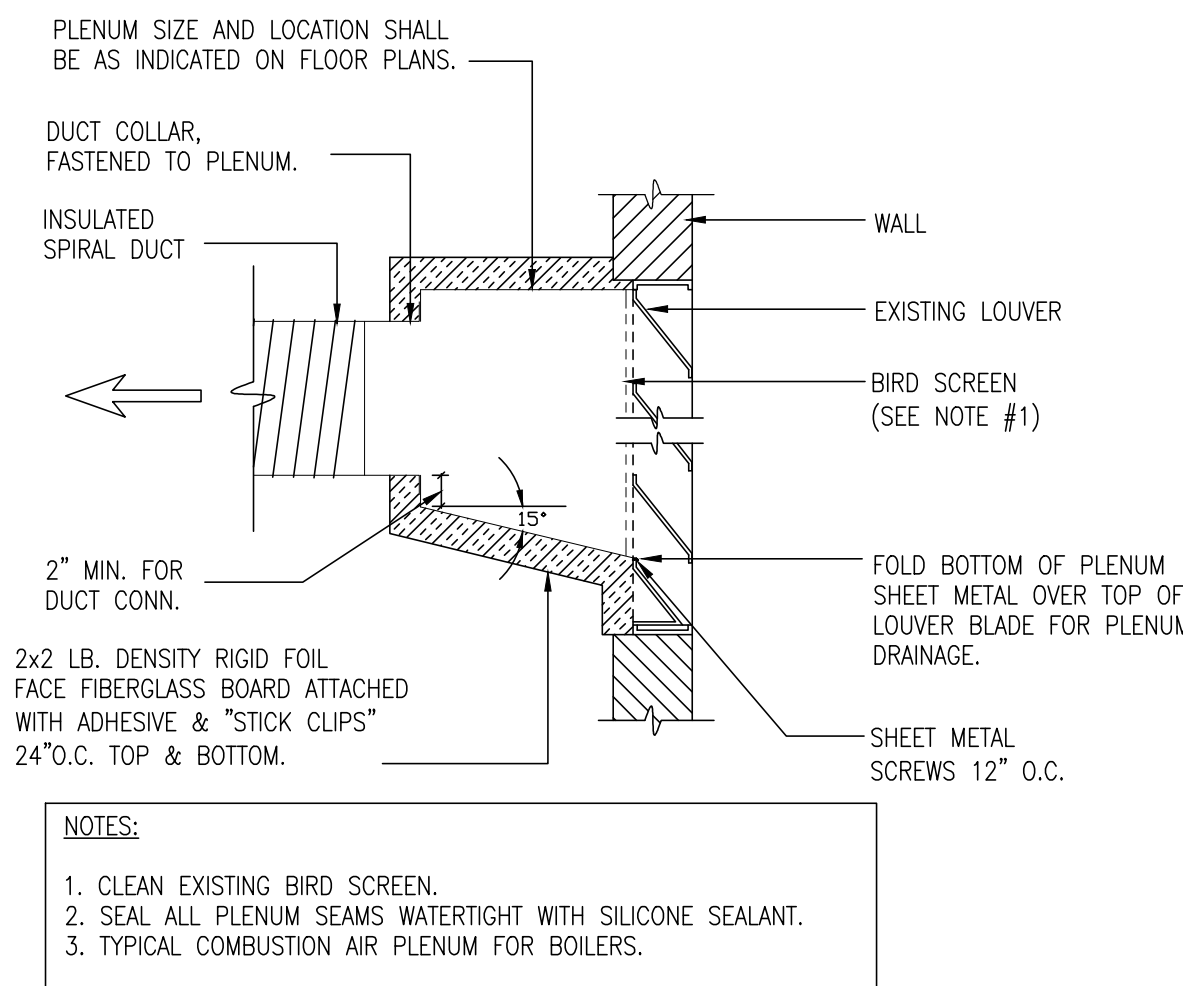 PLENUM SIZE AND LOCATION SHALL
BE AS INDICATED ON FLOOR PLANS.
DUCT COLLAR,
FASTENED TO PLENUM.
INSULATED
SPIRAL DUCT
WALL
EXISTING LOUVER
BIRD SCREEN
(SEE NOTE #1)
15°
2" MIN. FOR
DUCT CONN.
FOLD BOTTOM OF PLENUM
SHEET METAL OVER TOP OF
LOUVER BLADE FOR PLENUM
DRAINAGE.
2x2 LB. DENSITY RIGID FOIL
FACE FIBERGLASS BOARD ATTACHED
WITH ADHESIVE & "STICK CLIPS"
24"O.C. TOP & BOTTOM.
SHEET METAL
SCREWS 12" O.C.
NOTES:
1. CLEAN EXISTING BIRD SCREEN.
2. SEAL ALL PLENUM SEAMS WATERTIGHT WITH SILICONE SEALANT.
3. TYPICAL COMBUSTION AIR PLENUM FOR BOILERS.